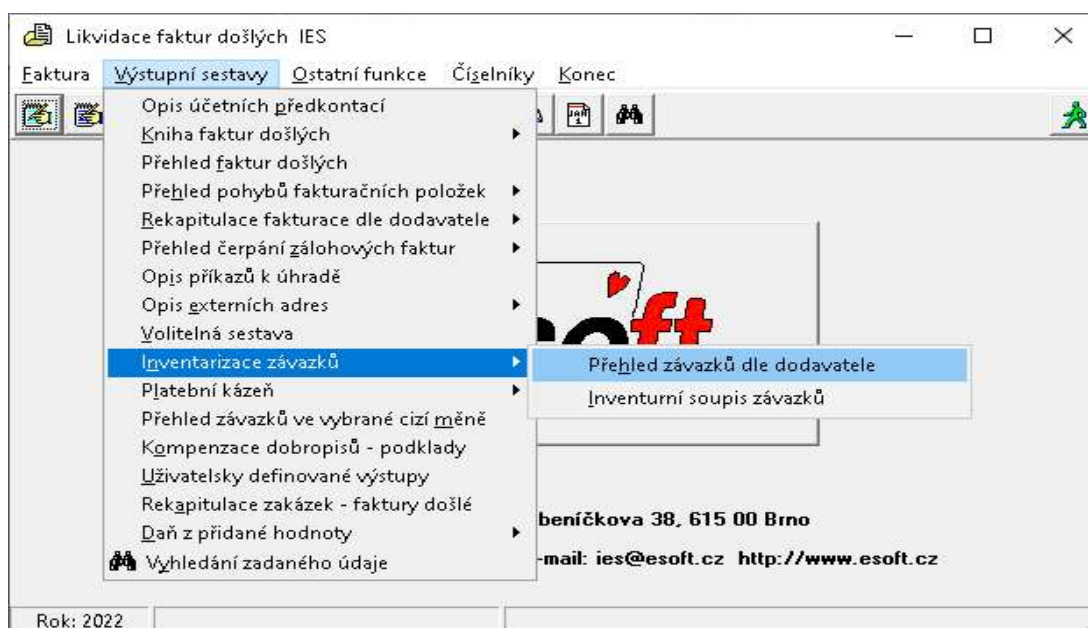 Likvidace faktur došlých IES
Faktura Výstupní sestavy Ostatní funkce Číselníky Konec
Opis účetních předkontací
Kniha faktur došlých
Přehled faktur došlých
Přehled pohybů fakturačních položek
Rekapitulace fakturace dle dodavatele
Přehled čerpání zálohových faktur
Opis příkazů k úhradě
Opis externích adres
Volitelná sestava
Inventarizace závazků
Přehled závazků dle dodavatele
Inventurní soupis závazků
Platební kázeň
Přehled závazků ve vybrané cizí měně
Kompenzace dobropisů - podklady
Uživatelsky definované výstupy
Rekapitulace zakázek - faktury došlé
Daň z přidané hodnoty
Vyhledání zadaného údaje
beníčkova 38, 615 00 Brno
-mail: ies@esoft.cz http://www.esoft.cz
Rok: 2022